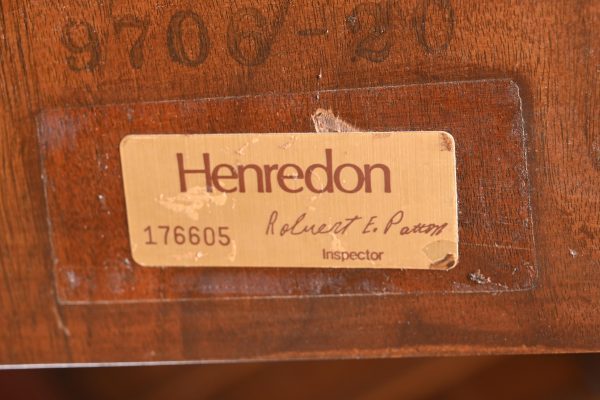 9706-20
Henredon
176605
Robert E. Patton
Inspector